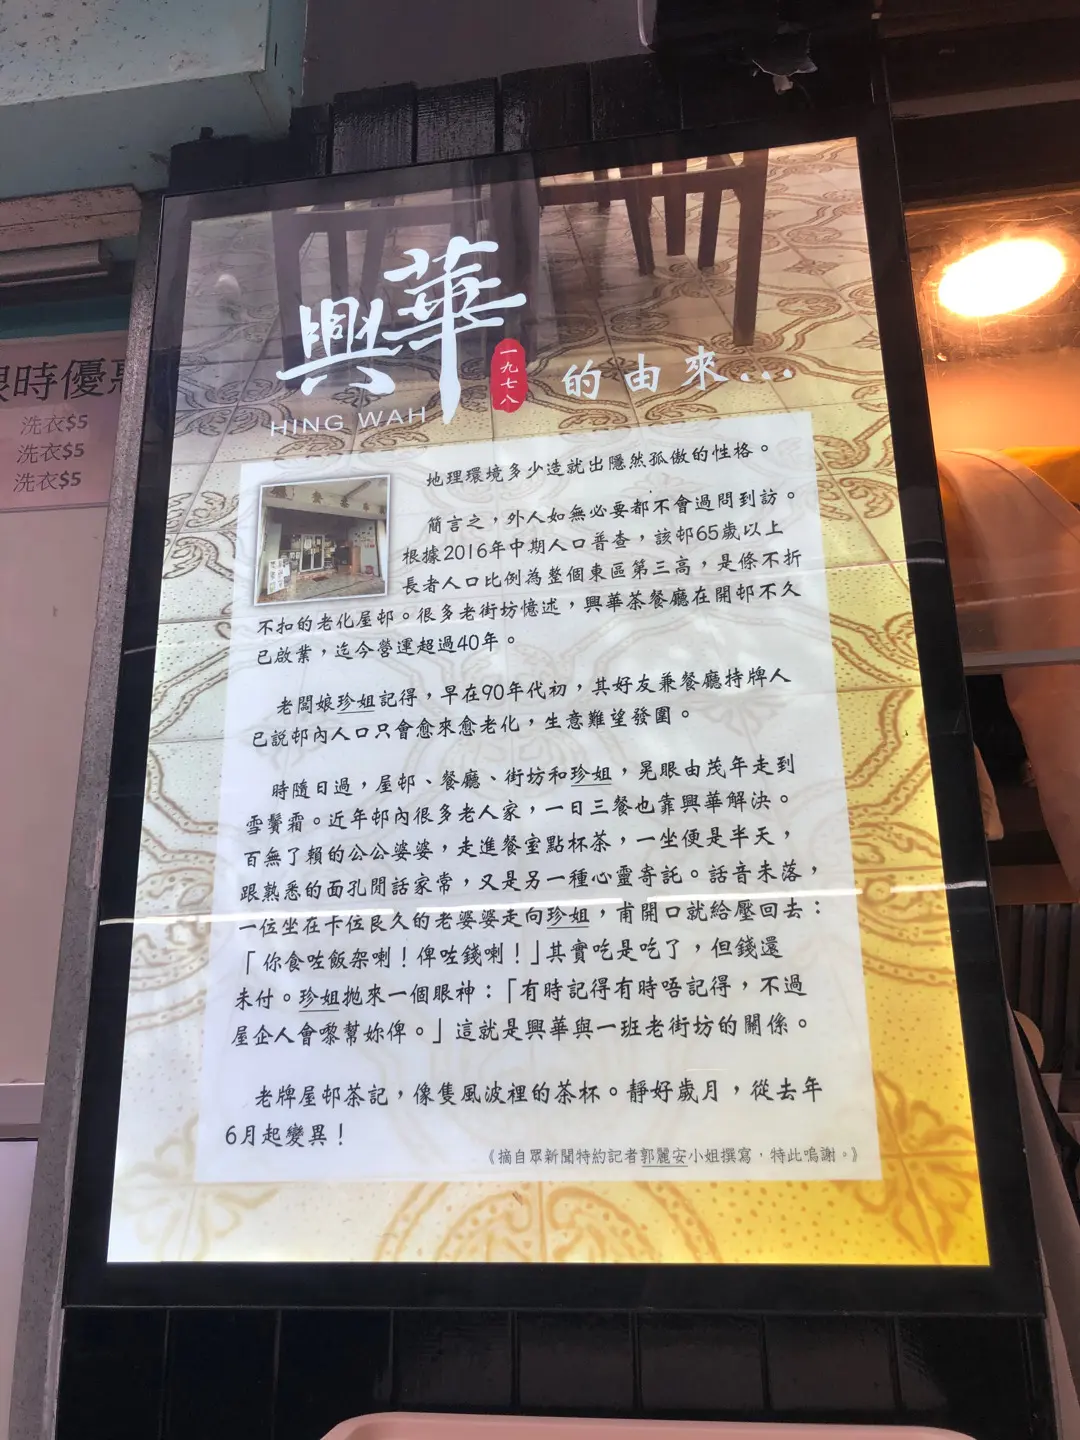 興華
一九七八
的由來...
HING WAH
地理環境多少造就出隱然孤傲的性格。
簡言之，外人如無必要都不會過問到訪。
根據2016年中期人口普查，該邨65歲以上
長者人口比例為整個東區第三高，是條不折
不扣的老化屋邨。很多老街坊憶述，興華茶餐廳在開邨不久
已啟業，迄今營運超過40年。
老闆娘珍姐記得，早在90年代初，其好友兼餐廳持牌人
已說邨內人口只會愈來愈老化，生意難望發圍。
時隨日過，屋邨、餐廳、街坊和珍姐，晃眼由茂年走到
雪鬢霜。近年邨內很多老人家，一日三餐也靠興華解決。
百無了賴的公公婆婆，走進餐室點杯茶，一坐便是半天，
跟熟悉的面孔閒話家常，又是另一種心靈寄託。話音未落，
一位坐在卡位良久的老婆婆走向珍姐，甫開口就給壓回去：
「你食咗飯架喇！俾咗錢喇！」其實吃是吃了，但錢還
未付。珍姐拋來一個眼神：「有時記得有時唔記得，不過
屋企人會嚟幫妳俾。」這就是興華與一班老街坊的關係。
老牌屋邨茶記，像隻風波裡的茶杯。靜好歲月，從去年
6月起變異！
《摘自眾新聞特約記者郭麗安小姐撰寫，特此鳴謝。》
限時優惠
洗衣$5
洗衣$5
洗衣$5